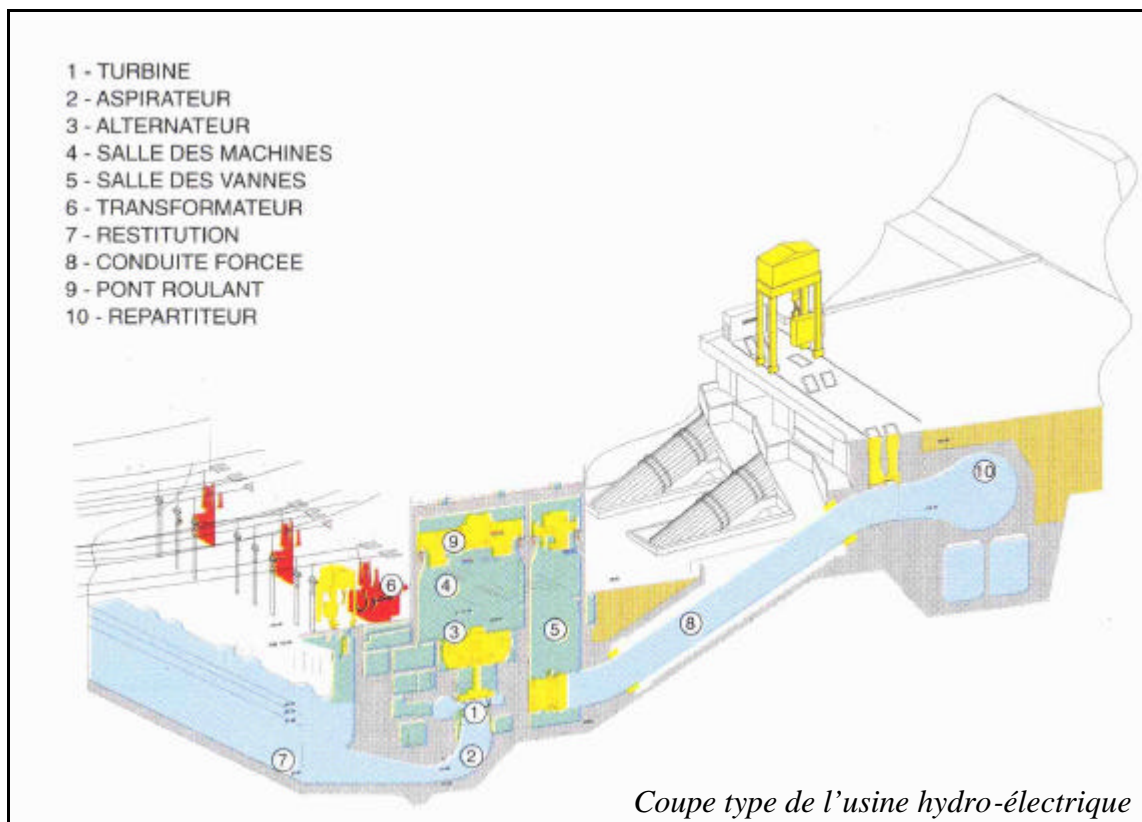 1 - TURBINE
2 - ASPIRATEUR
3 - ALTERNATEUR
4 - SALLE DES MACHINES
5 - SALLE DES VANNES
6 - TRANSFORMATEUR
7 - RESTITUTION
8 - CONDUITE FORCEE
9 - PONT ROULANT
10 - REPARTITEUR
10
9
6
4
3
5
8
1
7
2
Coupe type de l’usine hydro-électrique